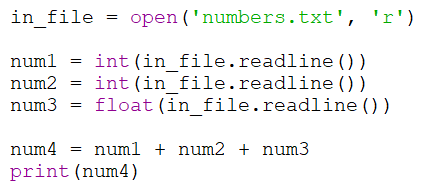 in_file = open('numbers.txt', 'r')
num1 = int(in_file.readline())
num2 = int(in_file.readline())
num3 = float(in_file.readline())
num4 = num1 + num2 + num3
print(num4)